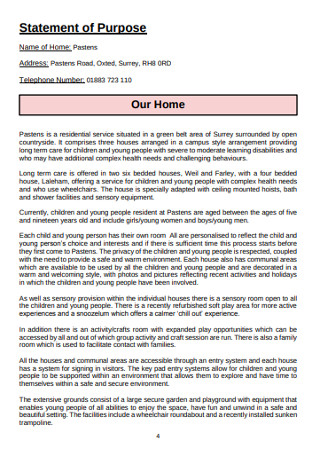 Statement of Purpose
Name of Home: Pastens
Address: Pastens Road, Oxted, Surrey, RH8 0RD
Telephone Number: 01883 723 110
Our Home
Pastens is a residential service situated in a green belt area of Surrey surrounded by open
countryside. It comprises three houses arranged in a campus style arrangement providing
long term care for children and young people with severe to moderate learning disabilities and
who may have additional complex health needs and challenging behaviours.
Long term care is offered in two six bedded houses, Weil and Farley, with a four bedded
house, Laleham, offering a service for children and young people with complex health needs
and who use wheelchairs. The house is specially adapted with ceiling mounted hoists, bath
and shower facilities and sensory equipment.
Currently, children and young people resident at Pastens are aged between the ages of five
and nineteen years old and include girls/young women and boys/young men.
Each child and young person has their own room  All are personalised to reflect the child and
young person's choice and interests and if there is sufficient time this process starts before
they first come to Pastens. The privacy of the children and young people is respected, coupled
with the need to provide a safe and warm environment. Each house also has communal areas
which are available to be used by all the children and young people and are decorated in a
warm and welcoming style, with photos and pictures reflecting recent activities and holidays
in which the children and young people have been involved.
As well as sensory provision within the individual houses there is a sensory room open to all
the children and young people. There is a recently refurbished soft play area for more active
experiences and a snoozelum which offers a calmer 'chill out' experience.
In addition there is an activity/crafts room with expanded play opportunities which can be
accessed by all and out of which group activity and craft session are run. There is also a family
room which is used to facilitate contact with families.
All the houses and communal areas are accessible through an entry system and each house
has a system for signing in visitors. The key pad entry systems allow for children and young
people to be supported within an environment that allows them to explore and have time to
themselves within a safe and secure environment.
The extensive grounds consist of a large secure garden and playground with equipment that
enables young people of all abilities to enjoy the space, have fun and unwind in a safe and
beautiful setting. The facilities include a wheelchair roundabout and a recently installed sunken
trampoline.
4